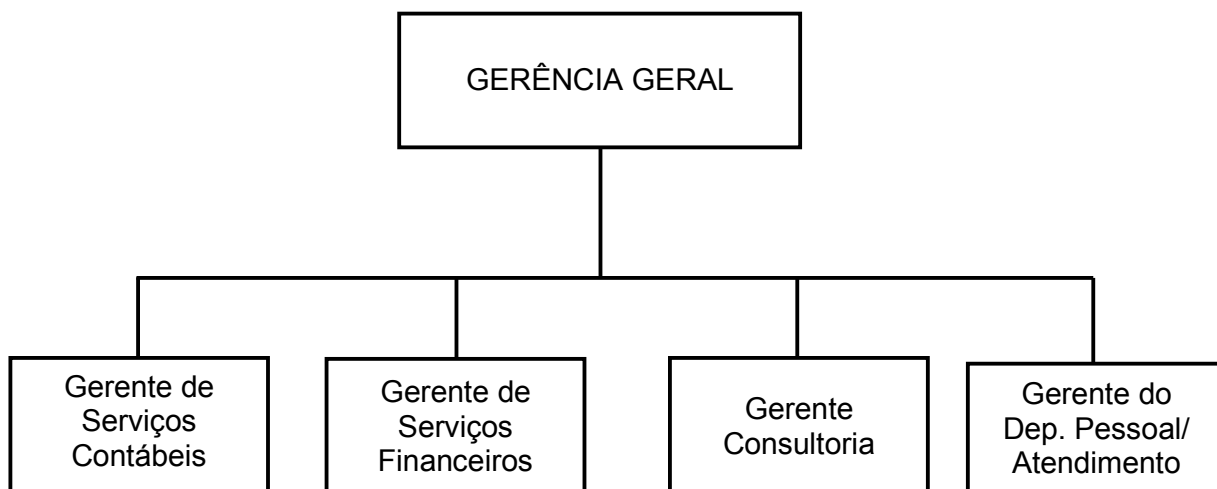 GERÊNCIA GERAL
Gerente de
Serviços
Contábeis
Gerente de
Serviços
Financeiros
Gerente
Consultoria
Gerente do
Dep. Pessoal/
Atendimento